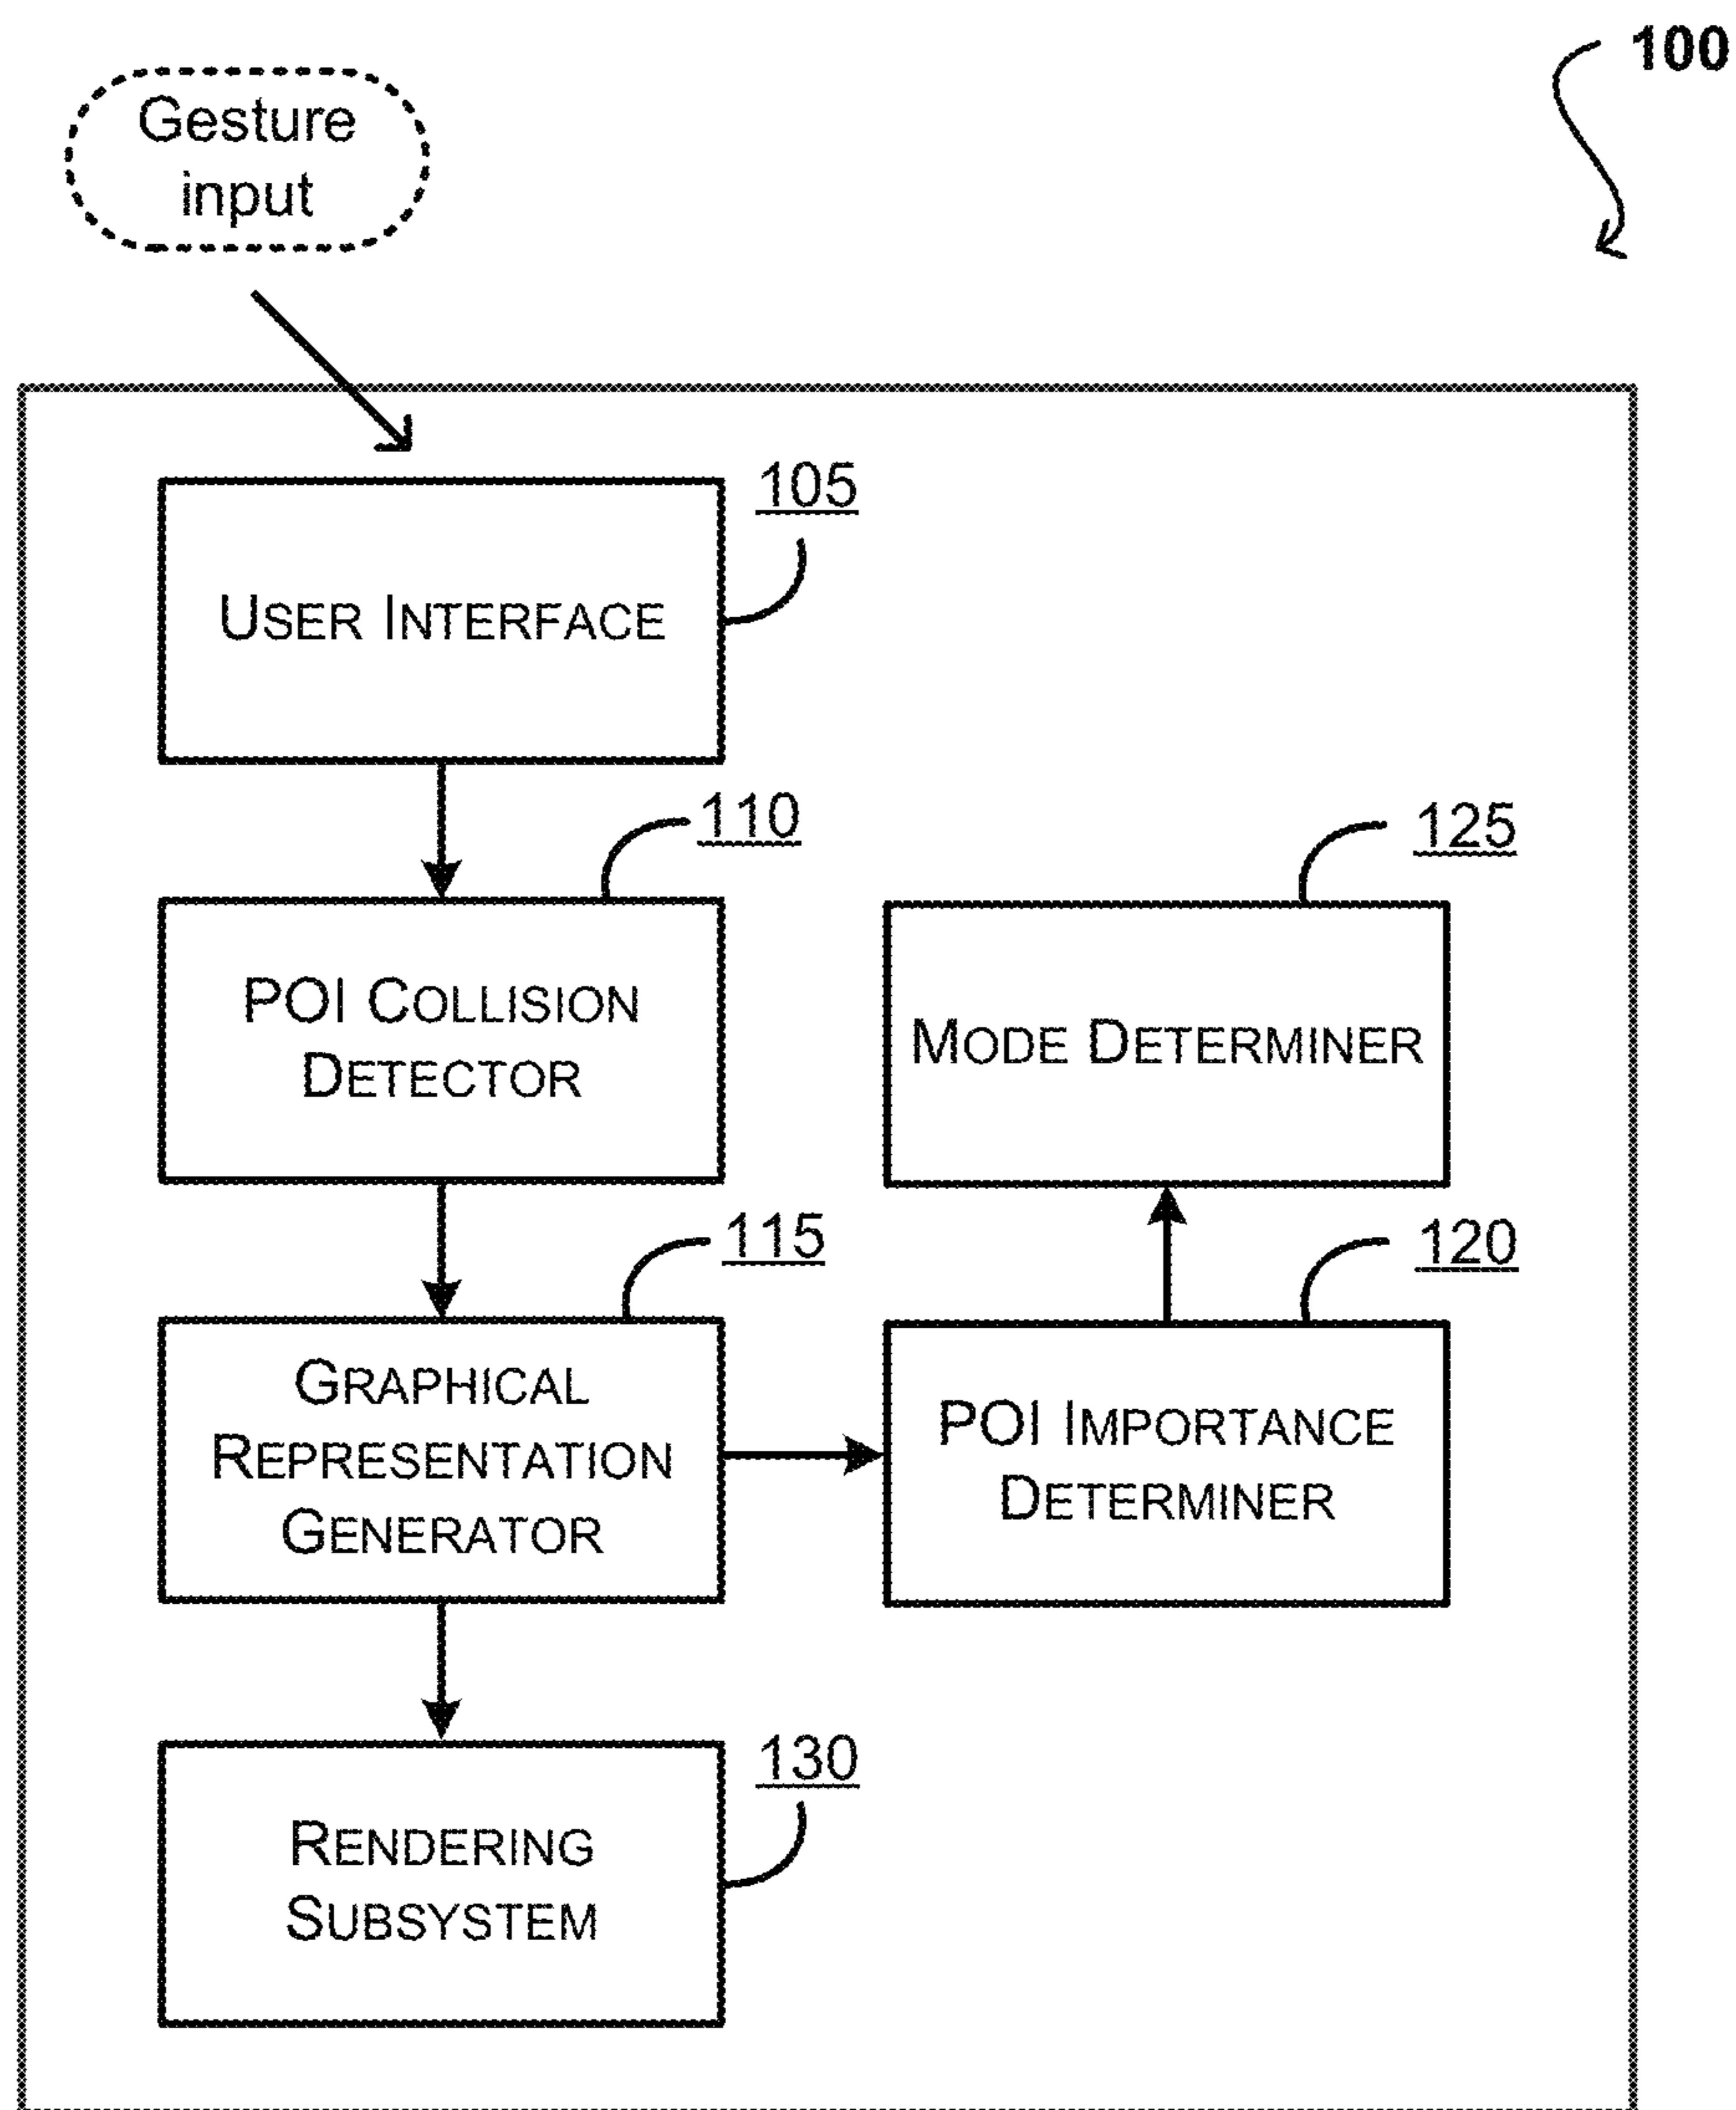 100
Gesture
input
105
USER INTERFACE
110
POI COLLISION
DETECTOR
125
MODE DETERMINER
115
GRAPHICAL
REPRESENTATION
GENERATOR
120
POI IMPORTANCE
DETERMINER
130
RENDERING
SUBSYSTEM